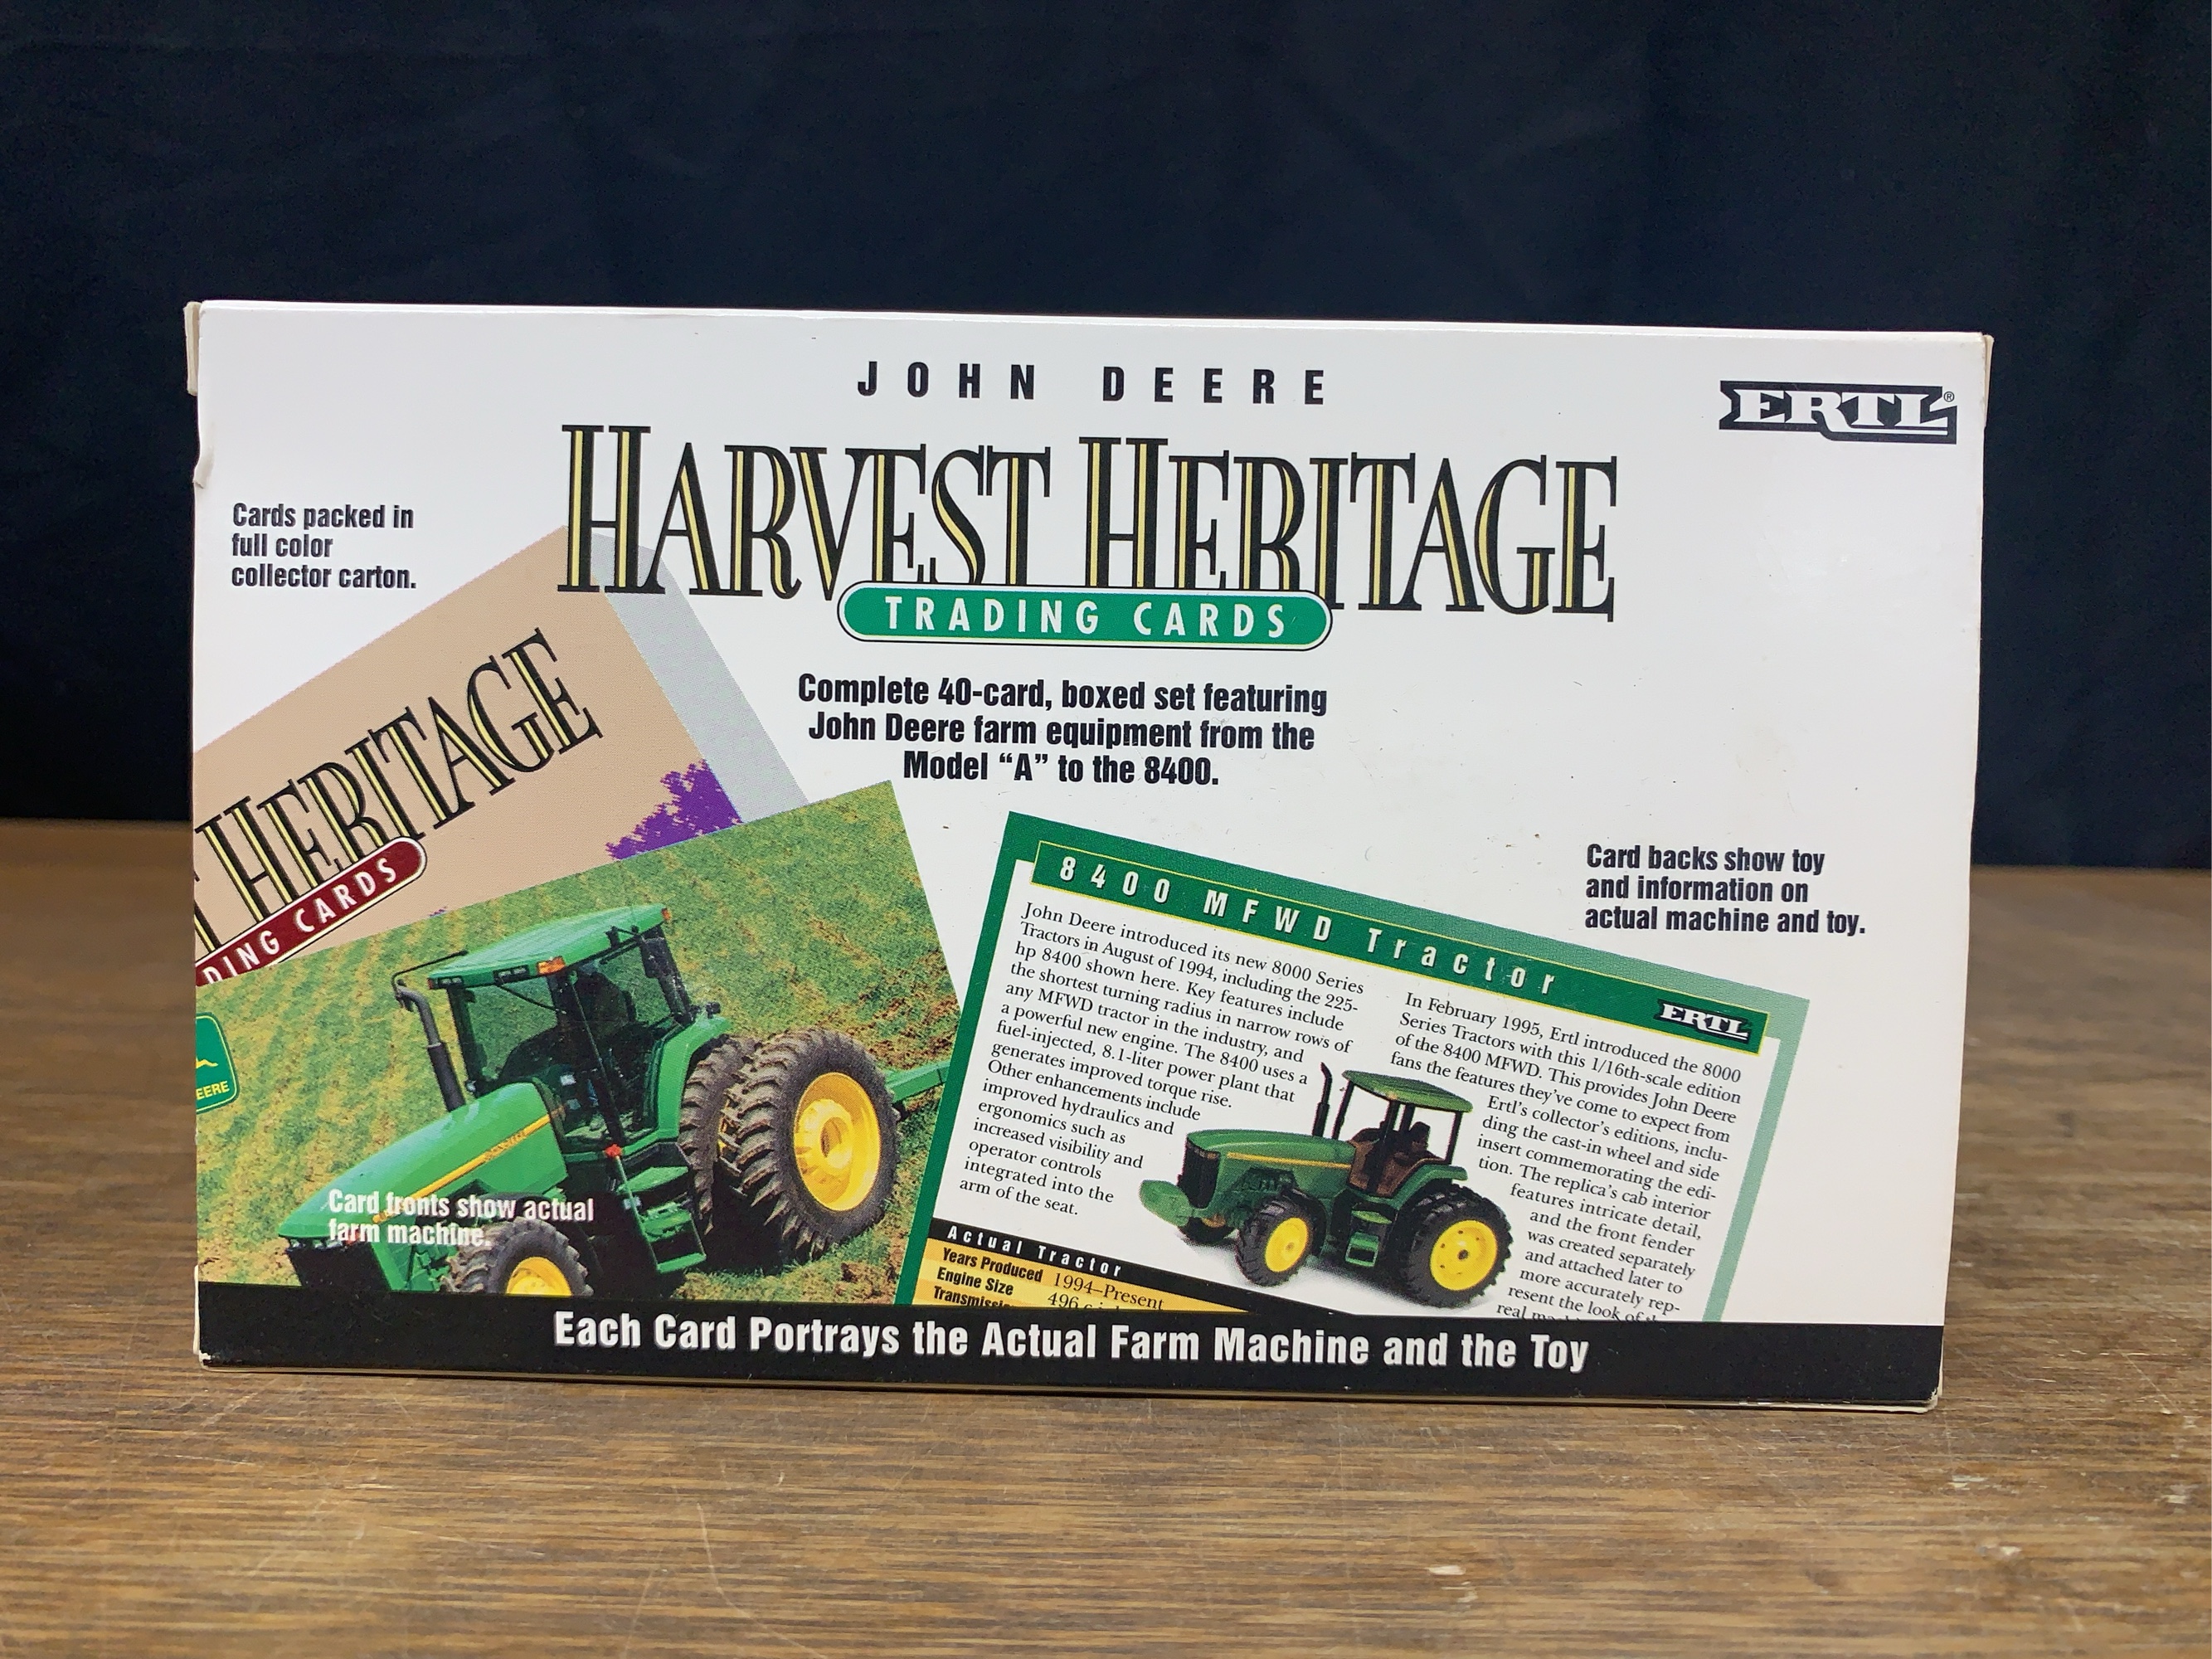 JOHN DEERE
ERTL®
HARVEST HERITAGE
TRADING CARDS
Cards packed in
full color
collector carton.
Complete 40-card, boxed set featuring
John Deere farm equipment from the
Model “A” to the 8400.
HERITAGE
DING CARDS
EERE
Card fronts show actual
farm machine.
Card backs show toy
and information on
actual machine and toy.
8400 MFWD Tractor
ERTL
John Deere introduced its new 8000 Series
Tractors in August of 1994, including the 225-
hp 8400 shown here. Key features include
the shortest turning radius in narrow rows of
any MFWD tractor in the industry, and
a powerful new engine. The 8400 uses a
fuel-injected, 8.1-liter power plant that
generates improved torque rise.
Other enhancements include
improved hydraulics and
ergonomics such as
increased visibility and
operator controls
integrated into the
arm of the seat.
In February 1995, Ertl introduced the 8000
Series Tractors with this 1/16th-scale edition
of the 8400 MFWD. This provides John Deere
fans the features they've come to expect from
Ertl's collector's editions, inclu-
ding the cast-in wheel and side
insert commemorating the edi-
tion. The replica's cab interior
features intricate detail,
and the front fender
was created separately
and attached later to
more accurately rep-
resent the look of
real
Actual Tractor
Years Produced 1994–Present
Engine Size 496
Each Card Portrays the Actual Farm Machine and the Toy